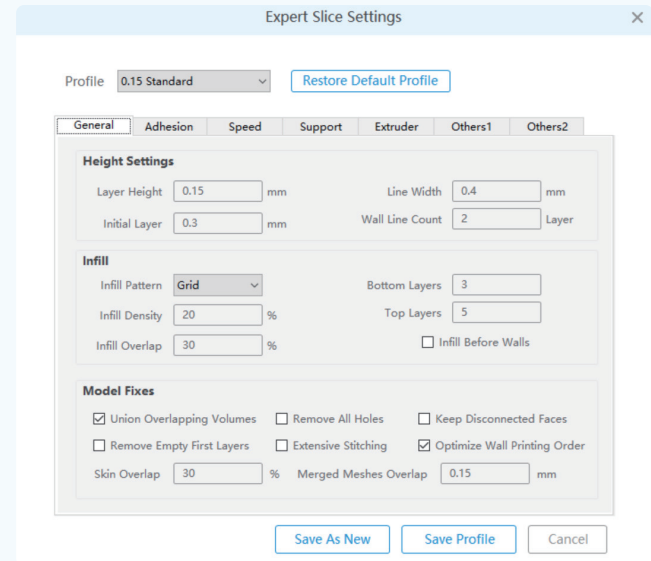 Expert Slice Settings
Profile 0.15 Standard Restore Default Profile
General Adhesion Speed Support Extruder Others1 Others2
Height Settings
Layer Height 0.15 mm Line Width 0.4 mm
Initial Layer 0.3 mm Wall Line Count 2 Layer
Infill
Infill Pattern Grid Bottom Layers 3
Infill Density 20 % Top Layers 5
Infill Overlap 30 % Infill Before Walls
Model Fixes
Union Overlapping Volumes Remove All Holes Keep Disconnected Faces
Remove Empty First Layers Extensive Stitching Optimize Wall Printing Order
Skin Overlap 30 % Merged Meshes Overlap 0.15 mm
Save As New Save Profile Cancel